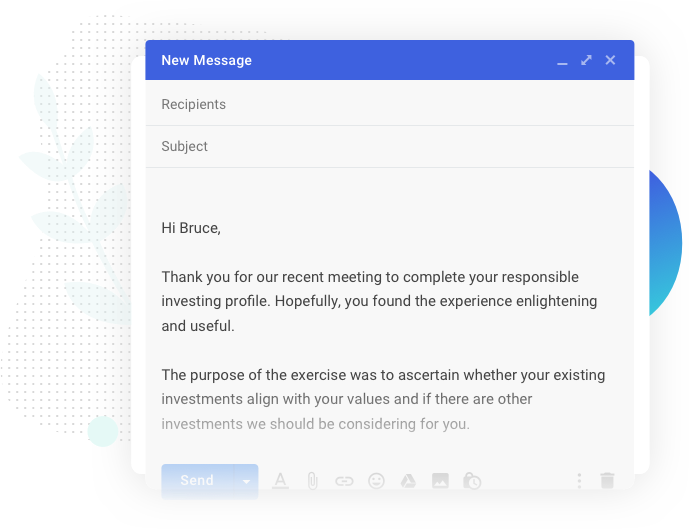 New Message
Recipients
Subject
Hi Bruce,
Thank you for our recent meeting to complete your responsible
investing profile. Hopefully, you found the experience enlightening
and useful.
The purpose of the exercise was to ascertain whether your existing
investments align with your values and if there are other
investments we should be considering for you.
Send